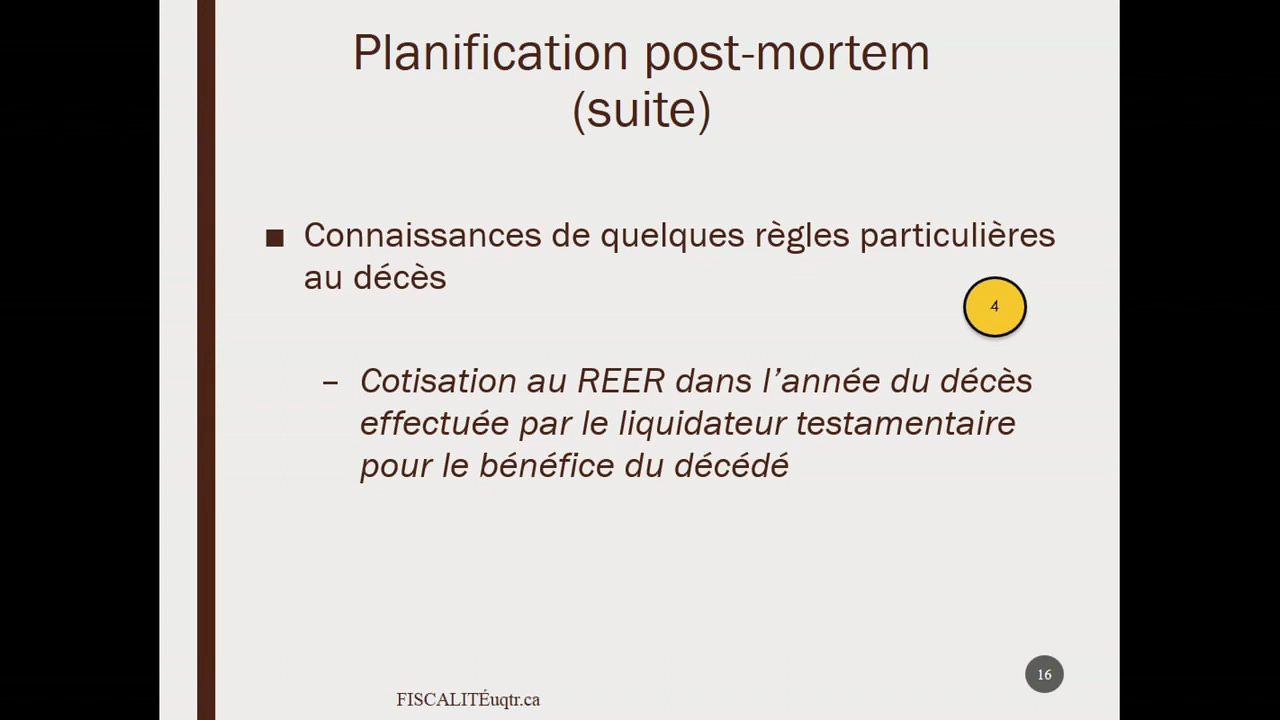 Planification post-mortem
(suite)
■ Connaissances de quelques règles particulières
au décès
4
– Cotisation au REER dans l’année du décès
effectuée par le liquidateur testamentaire
pour le bénéfice du décédé
16
FISCALITÉuqtr.ca